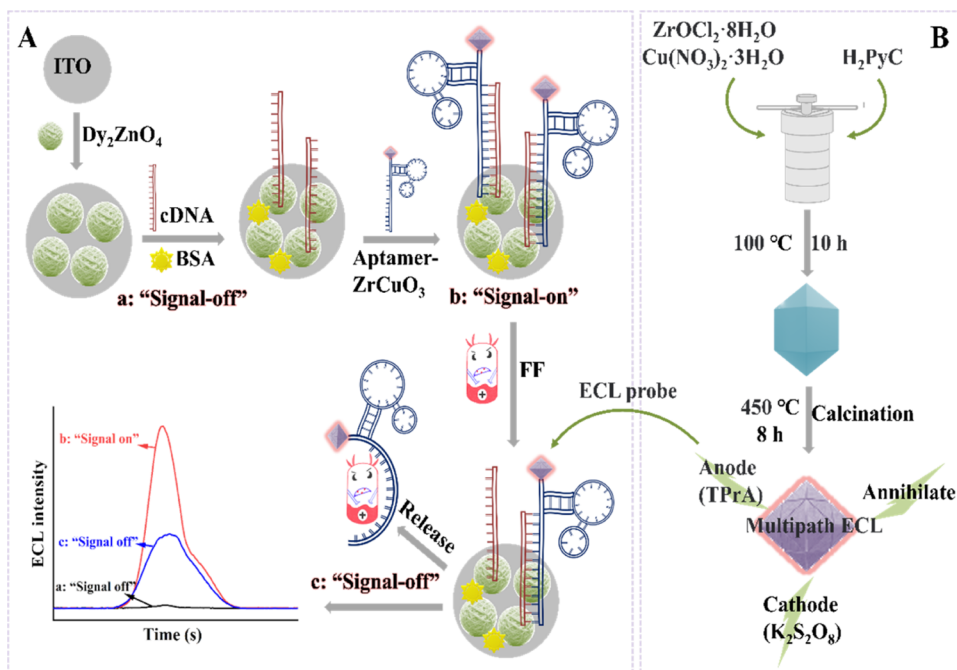 A
ITO
Dy₂ZnO₄
cDNA
BSA
a: “Signal-off”
Aptamer-
ZrCuO₃
b: “Signal-on”
FF
ECL probe
Release
c: “Signal-off”
ECL intensity
b: “Signal on”
c: “Signal off”
a: “Signal off”
Time (s)
B
ZrOCl₂·8H₂O
Cu(NO₃)₂·3H₂O
H₂PyC
100 °C
10 h
450 °C
8 h
Calcination
Anode
(TPrA)
Annihilate
Multipath ECL
Cathode
(K₂S₂O₈)